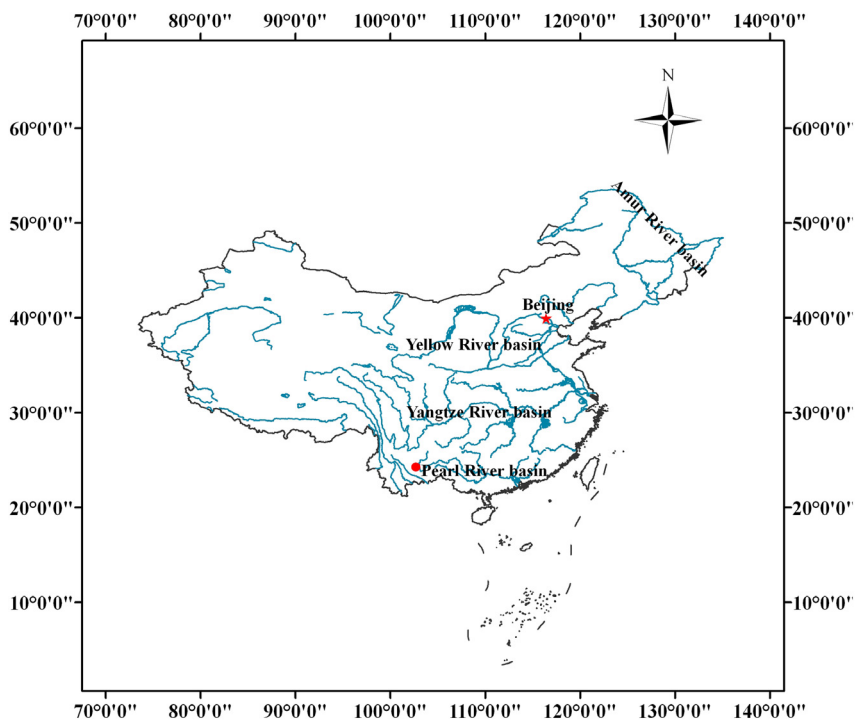 70°0'0" 80°0'0" 90°0'0" 100°0'0" 110°0'0" 120°0'0" 130°0'0" 140°0'0"
N
60°0'0" 60°0'0"
Amur River basin
50°0'0" 50°0'0"
Beijing
40°0'0" 40°0'0"
Yellow River basin
30°0'0" 30°0'0"
Yangtze River basin
Pearl River basin
20°0'0" 20°0'0"
10°0'0" 10°0'0"
70°0'0" 80°0'0" 90°0'0" 100°0'0" 110°0'0" 120°0'0" 130°0'0" 140°0'0"